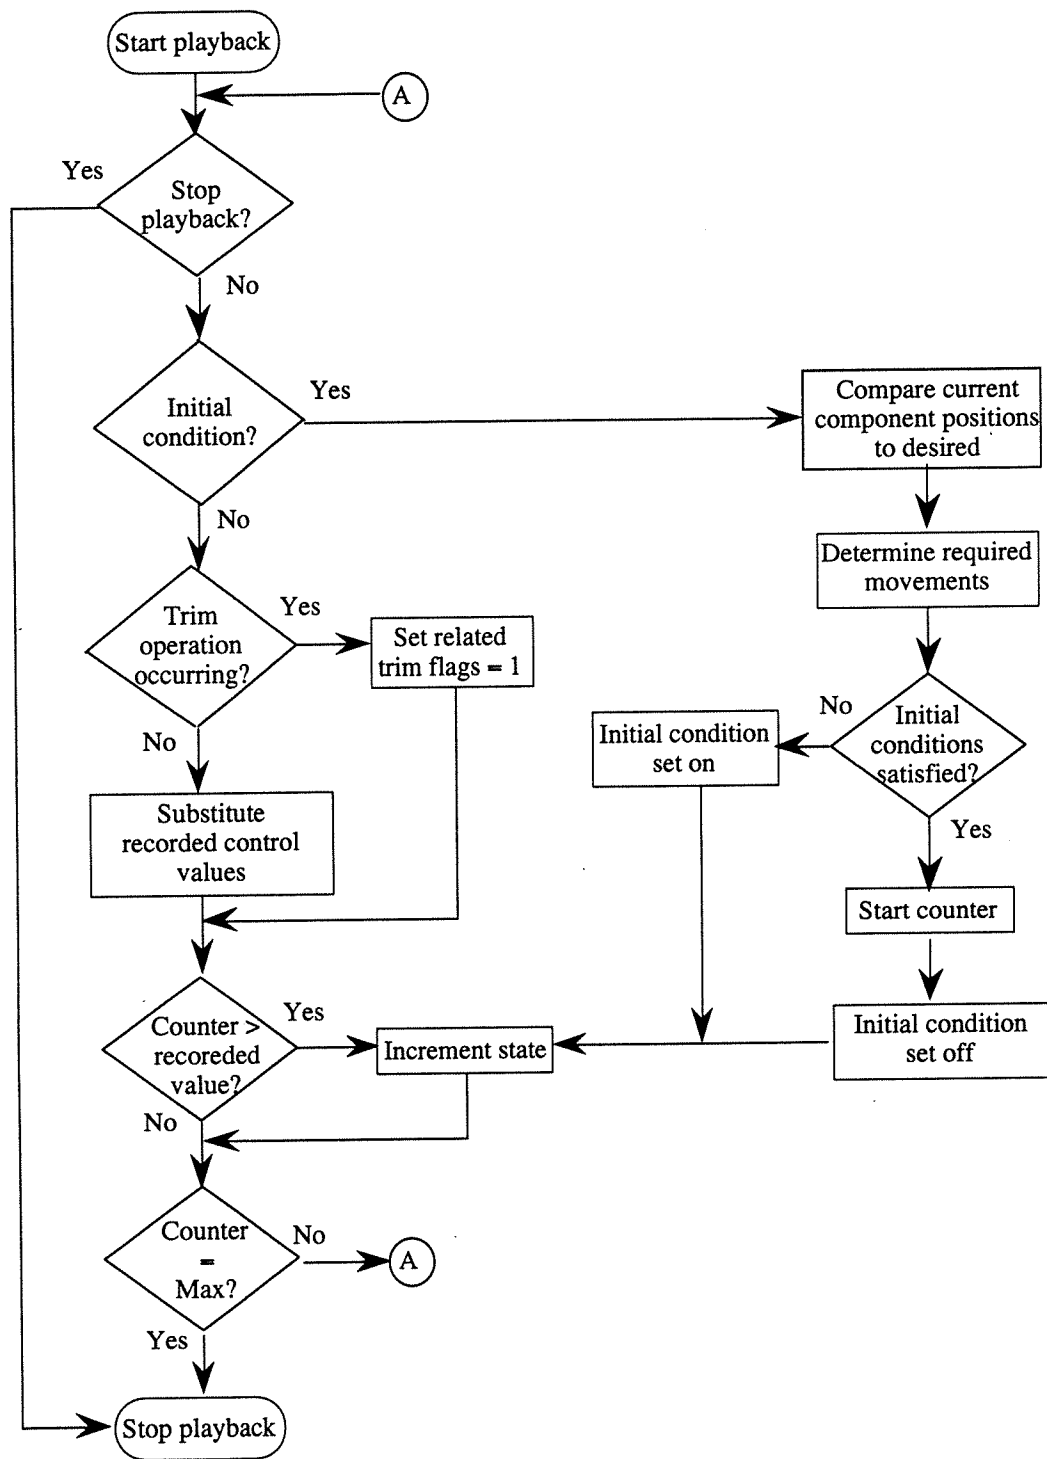 Start playback
A
Yes
Stop
playback?
No
Initial
condition?
Yes
Compare current
component positions
to desired
No
Determine required
movements
Trim
operation
occurring?
Yes
Set related
trim flags = 1
No
Initial condition
set on
No
Initial
conditions
satisfied?
Substitute
recorded control
values
Yes
Start counter
Counter >
recoreded
value?
Yes
Increment state
Initial condition
set off
No
Counter
=
Max?
No
A
Yes
Stop playback